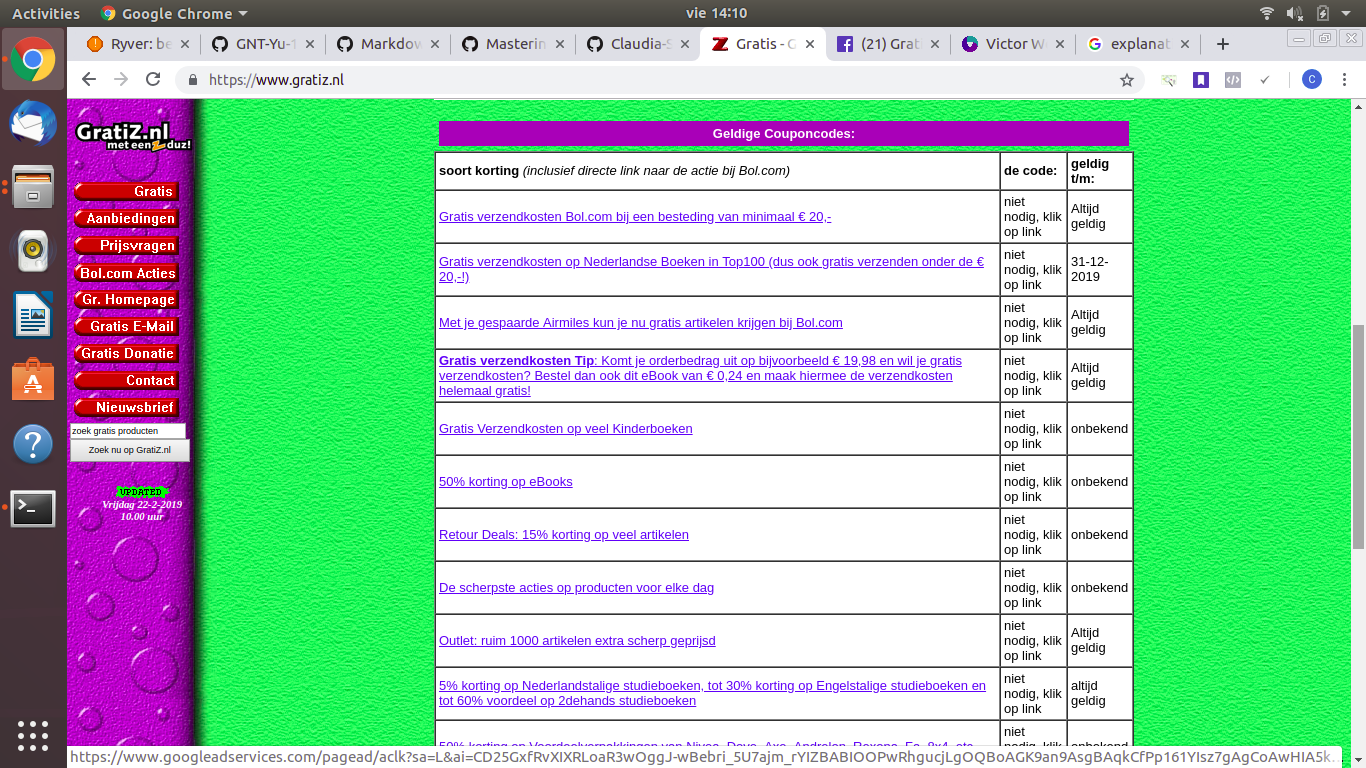 Activities
Google Chrome
vie 14:10
Ryver: be
GNT-Yu-1
Markdow
Masterin
Claudia-S
Gratis - G
(21) Grat
Victor We
explanat
https://www.gratiz.nl
C
GratiZ.nl
met een Z duz!
Gratis
Aanbiedingen
Prijsvragen
Bol.com Acties
Gr. Homepage
Gratis E-Mail
Gratis Donatie
Contact
Nieuwsbrief
zoek gratis producten
Zoek nu op GratiZ.nl
UPDATED
Vrijdag 22-2-2019
10.00 uur
Geldige Couponcodes:
soort korting (inclusief directe link naar de actie bij Bol.com)
de code:
geldig
t/m:
Gratis verzendkosten Bol.com bij een besteding van minimaal € 20,-
niet
nodig, klik
op link
Altijd
geldig
Gratis verzendkosten op Nederlandse Boeken in Top100 (dus ook gratis verzenden onder de €
20,-!)
niet
nodig, klik
op link
31-12-
2019
Met je gespaarde Airmiles kun je nu gratis artikelen krijgen bij Bol.com
niet
nodig, klik
op link
Altijd
geldig
Gratis verzendkosten Tip: Komt je orderbedrag uit op bijvoorbeeld € 19,98 en wil je gratis
verzendkosten? Bestel dan ook dit eBook van € 0,24 en maak hiermee de verzendkosten
helemaal gratis!
niet
nodig, klik
op link
Altijd
geldig
Gratis Verzendkosten op veel Kinderboeken
niet
nodig, klik
op link
onbekend
50% korting op eBooks
niet
nodig, klik
op link
onbekend
Retour Deals: 15% korting op veel artikelen
niet
nodig, klik
op link
onbekend
De scherpste acties op producten voor elke dag
niet
nodig, klik
op link
onbekend
Outlet: ruim 1000 artikelen extra scherp geprijsd
niet
nodig, klik
op link
Altijd
geldig
5% korting op Nederlandstalige studieboeken, tot 30% korting op Engelstalige studieboeken en
tot 60% voordeel op 2dehands studieboeken
niet
nodig, klik
op link
altijd
geldig
50% korting op Voordeelverpakkingen van Nivea, Dove, Axe, Andrelon, Rexona, Fa, 8x4, etc
niet
nodig, klik
onbekend
https://www.googleadservices.com/pagead/aclk?sa=L&ai=CD25GxfRvXIXRLoaR3wOggJ-wBebri_5U7ajm_rYIZBABIOOPwRhgucjLgOQBoAGK9an9AsgBAqkCfPp161YIsz7gAgCoAwHIA5k...